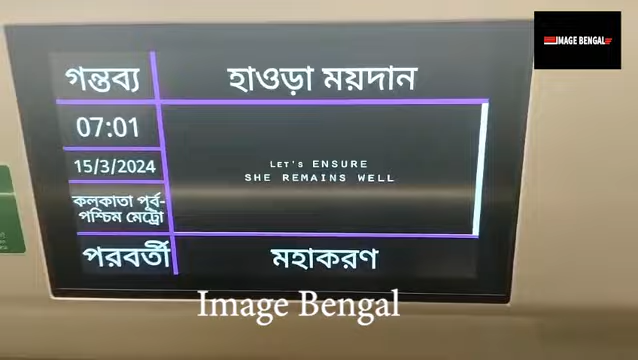 IMAGE BENGAL
গন্তব্য হাওড়া ময়দান
07:01
15/3/2024
LET'S ENSURE
SHE REMAINS WELL
কলকাতা পূর্ব-
পশ্চিম মেট্রো
পরবর্তী মহাকরণ
Image Bengal